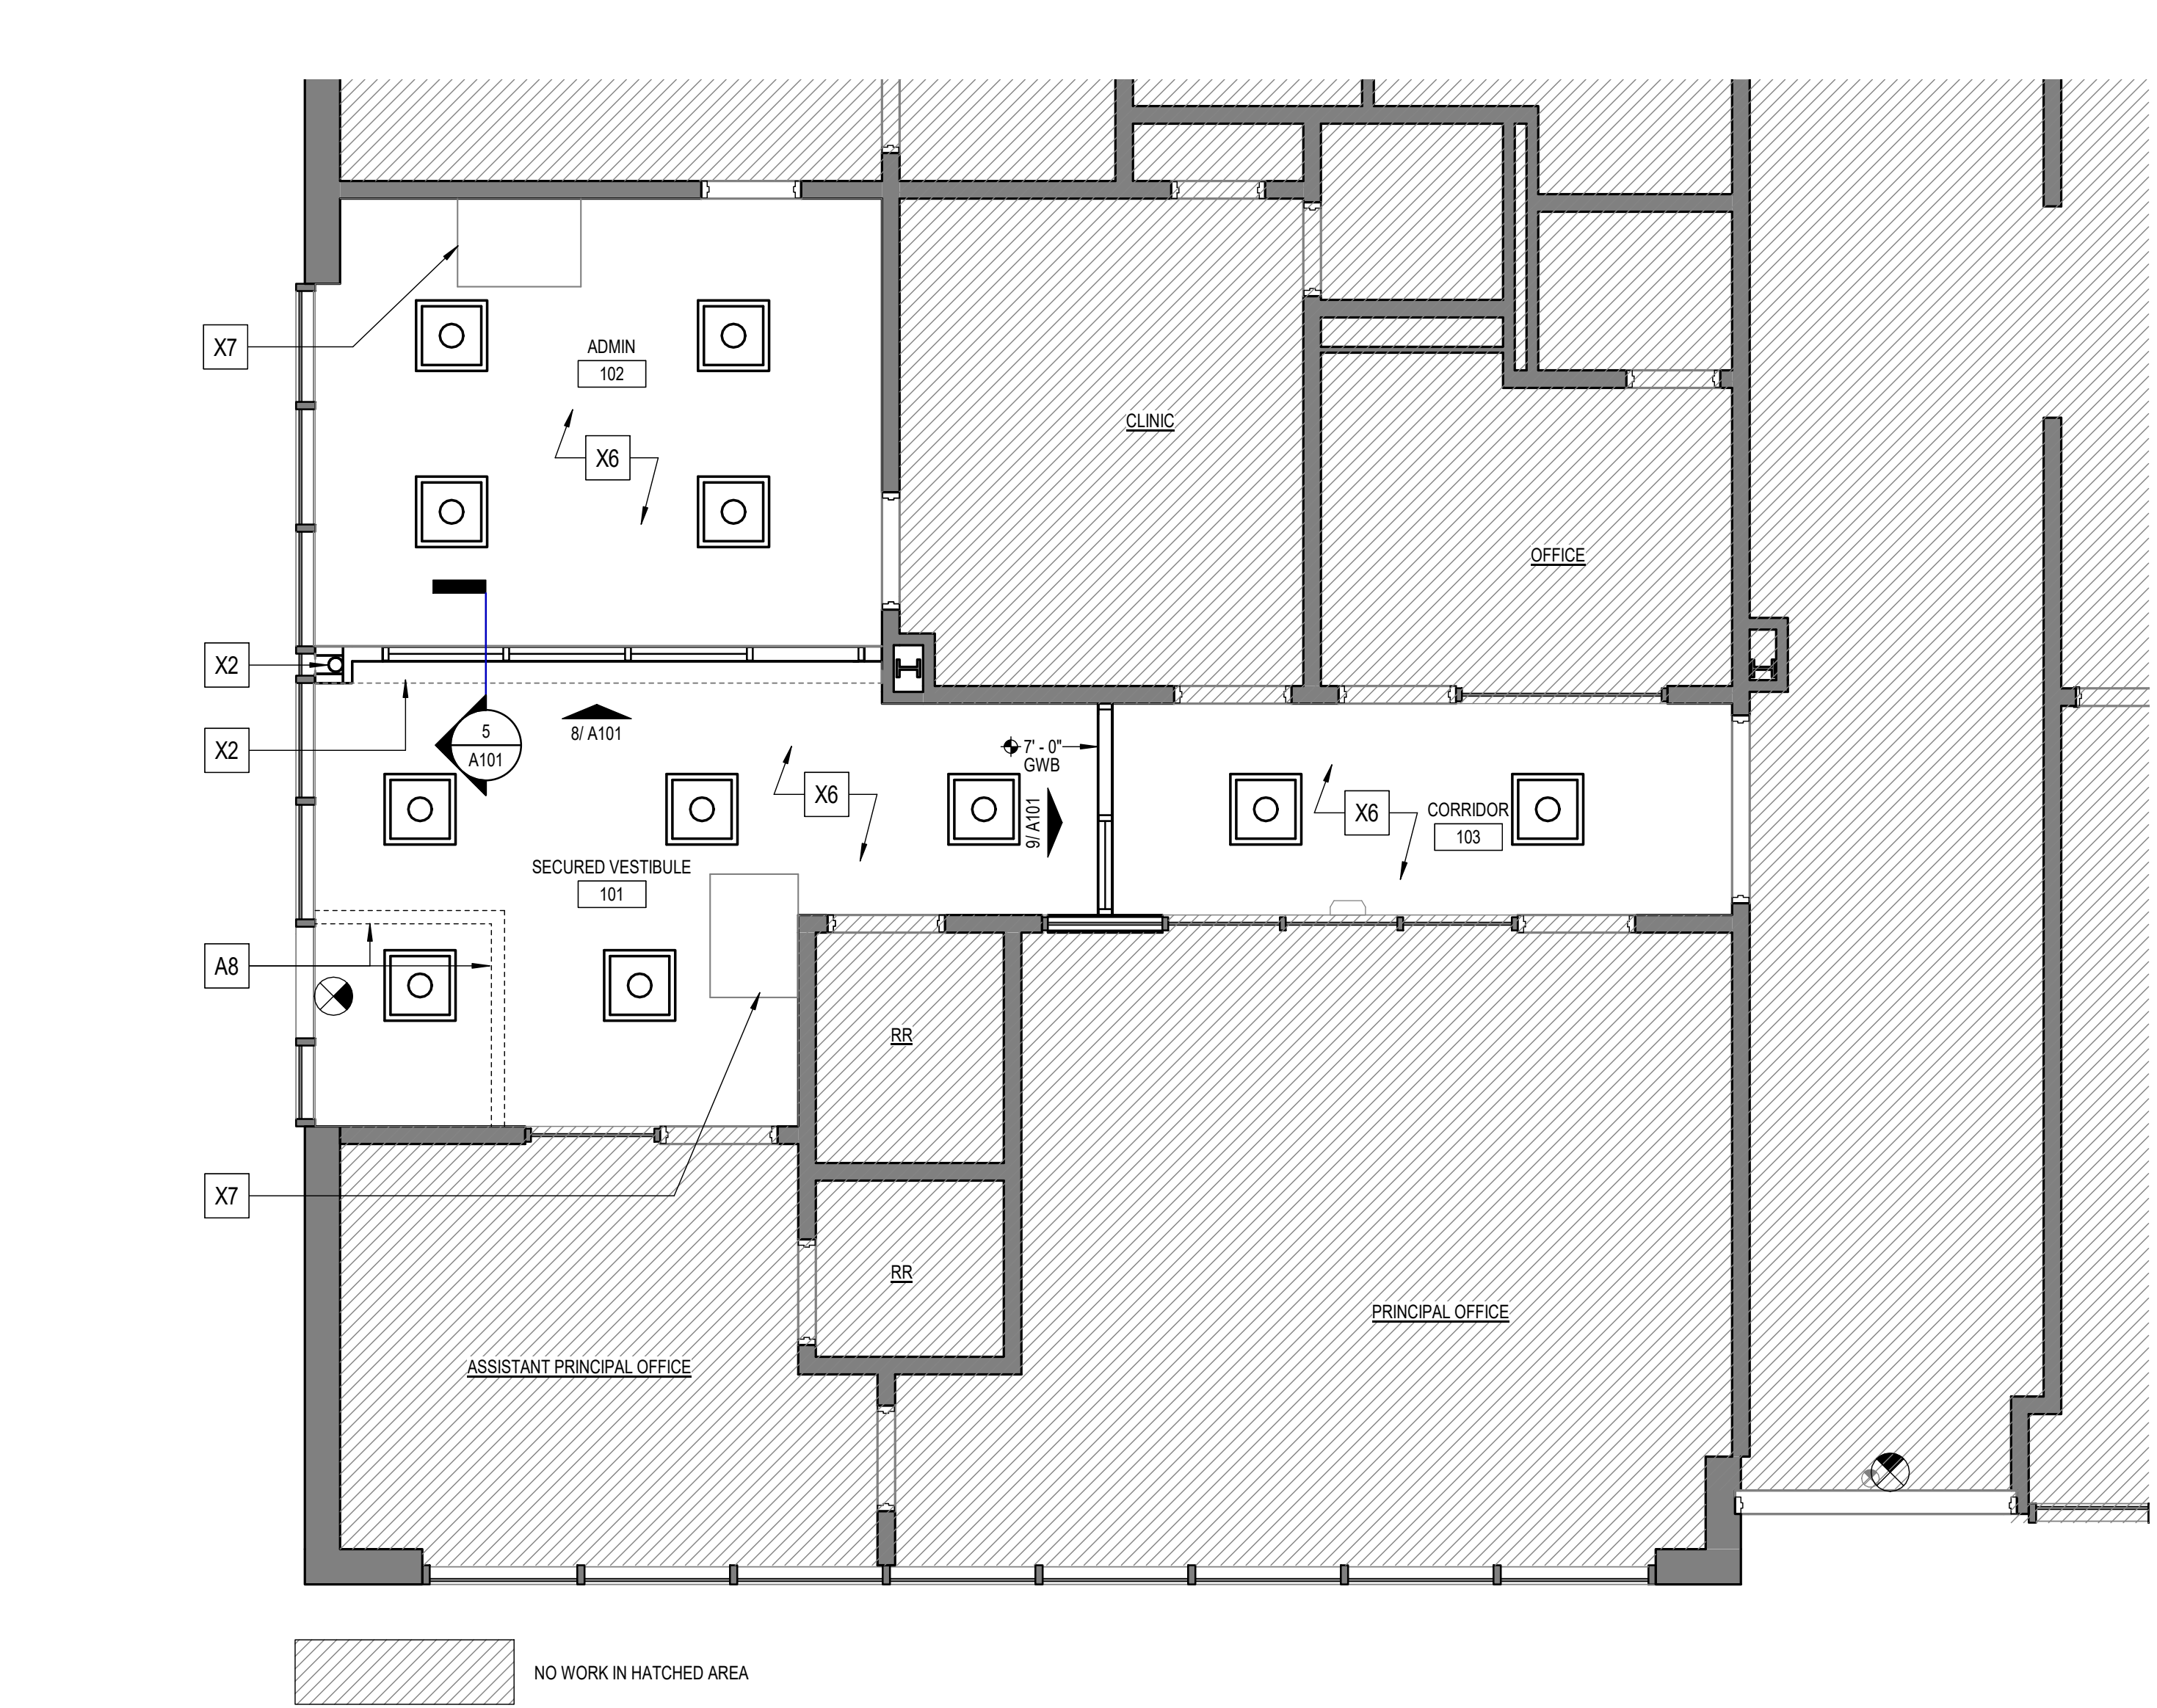 X7
ADMIN
102
CLINIC
X6
OFFICE
X2
X2
5
A101
8/ A101
7' - 0"
GWB
9/ A101
X6
X6
CORRIDOR
103
SECURED VESTIBULE
101
A8
RR
X7
RR
PRINCIPAL OFFICE
ASSISTANT PRINCIPAL OFFICE
NO WORK IN HATCHED AREA